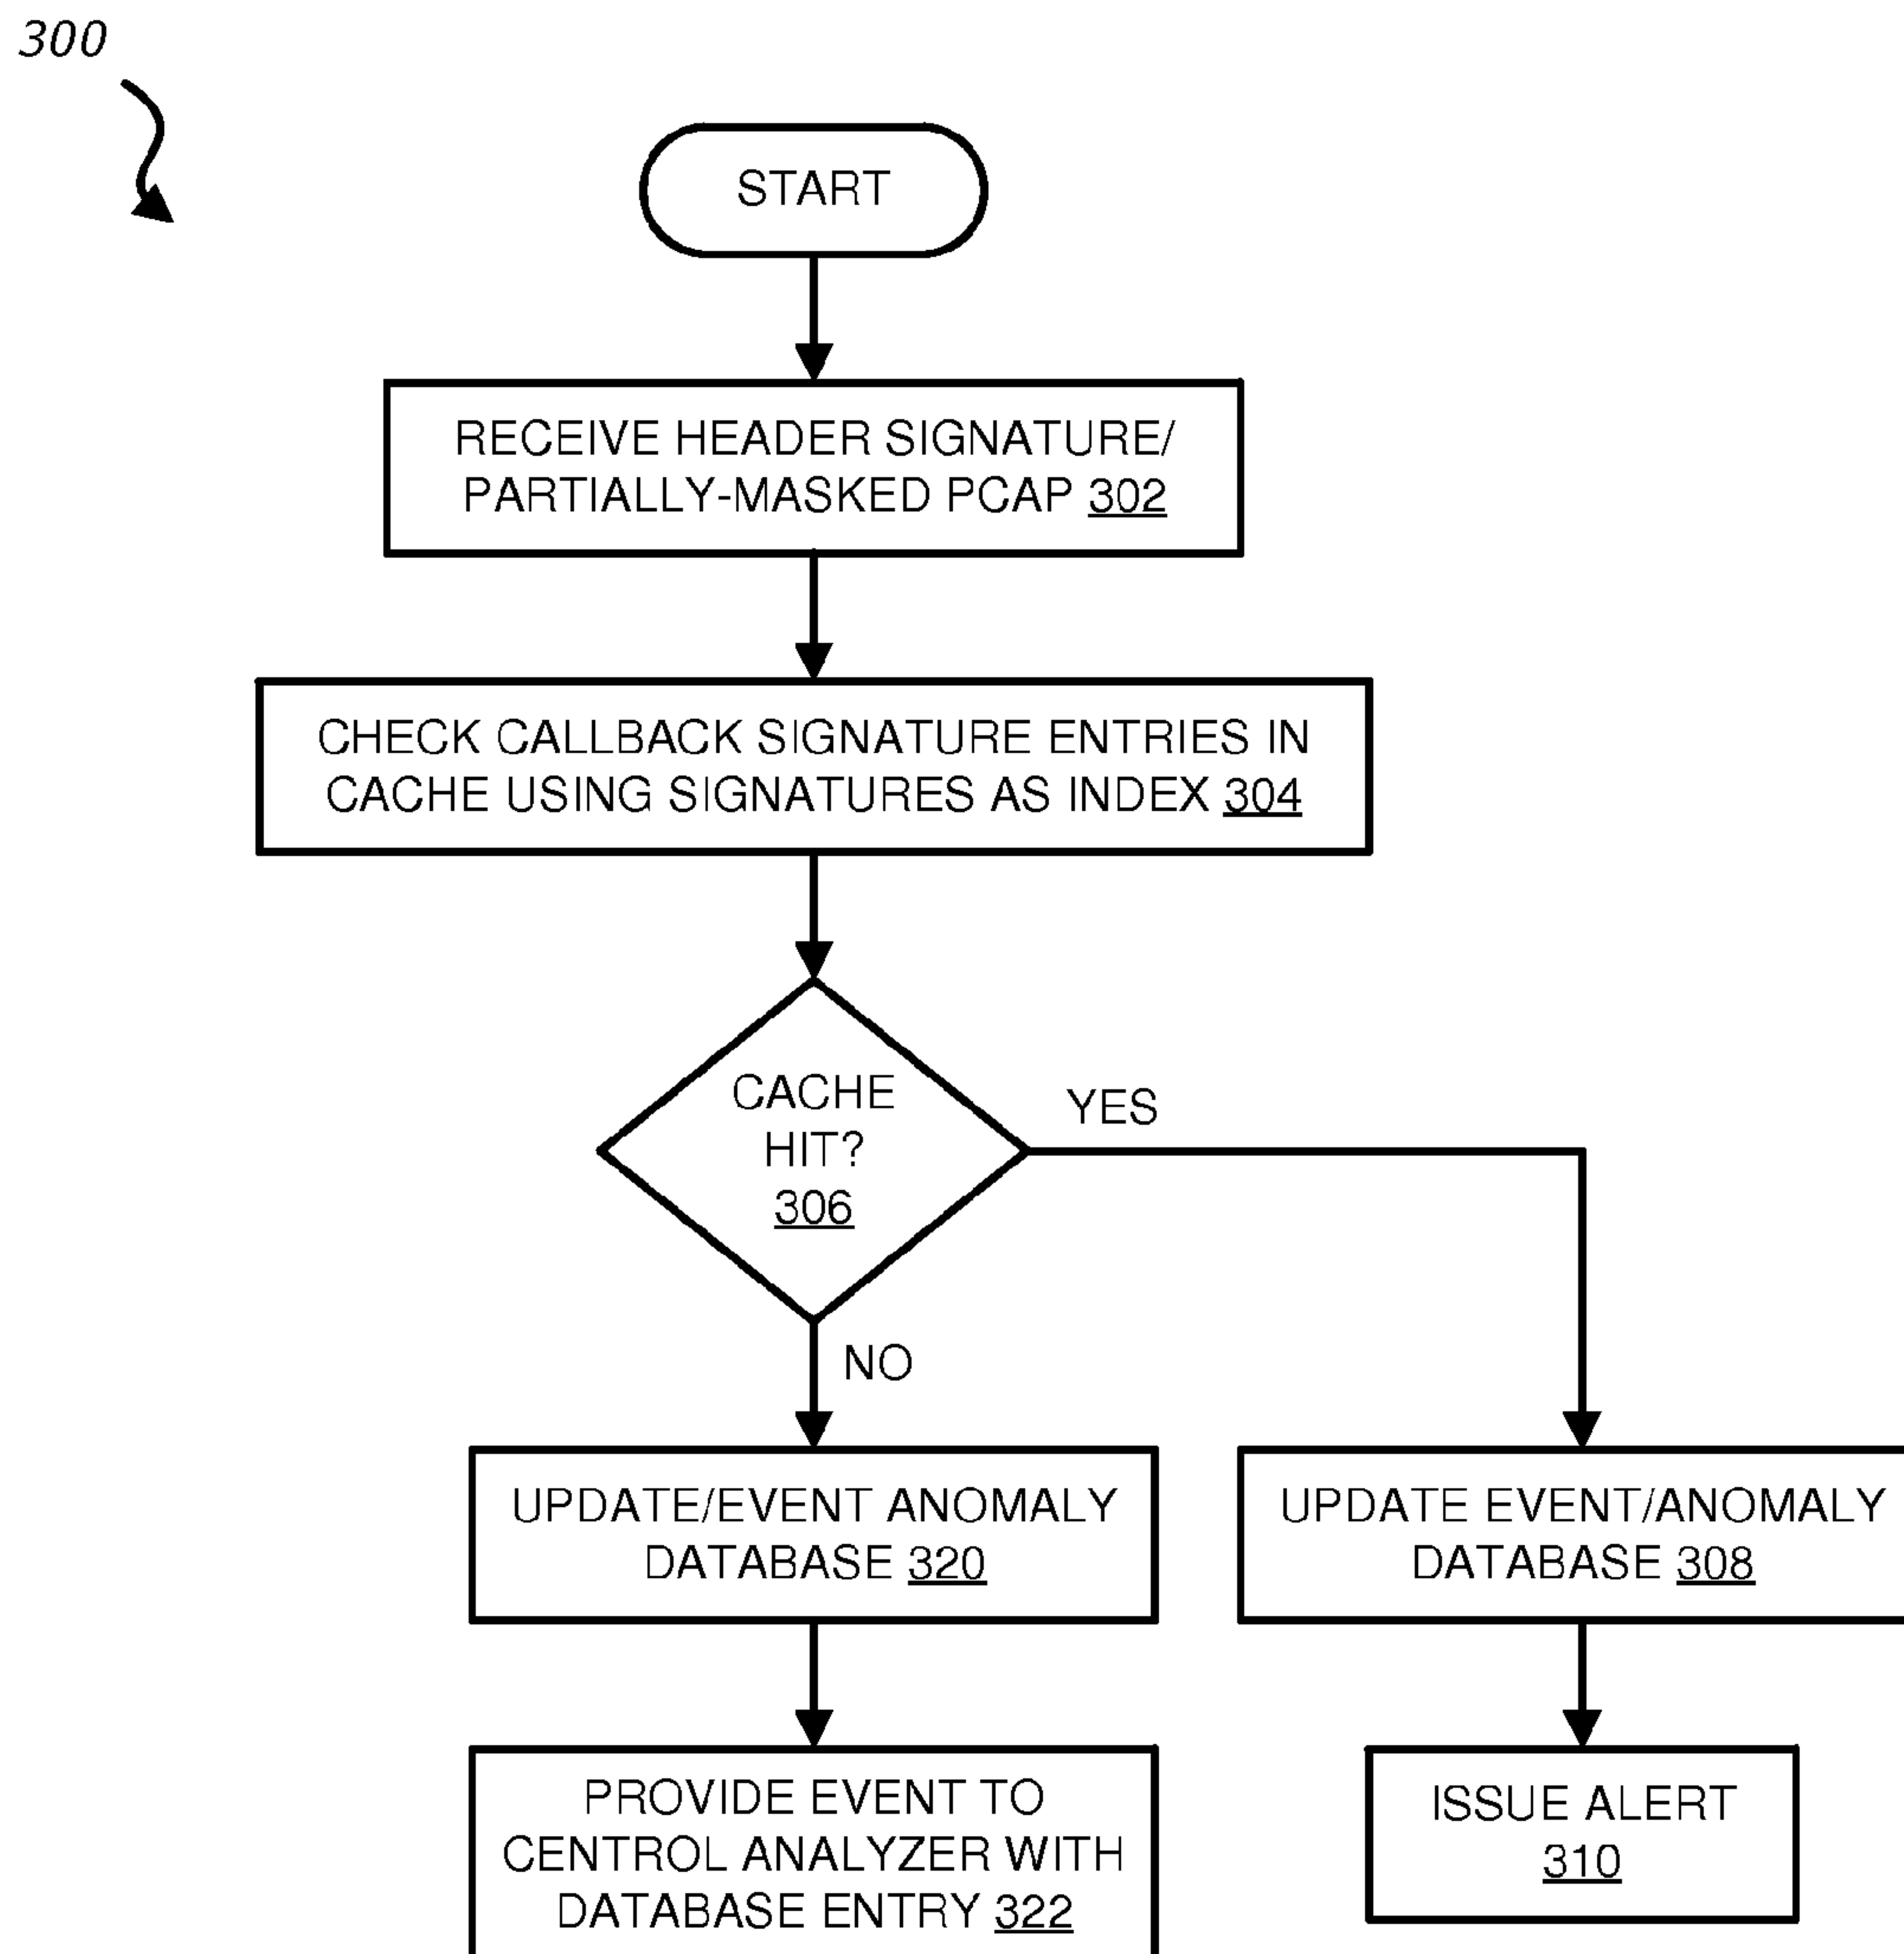 300
START
RECEIVE HEADER SIGNATURE/
PARTIALLY-MASKED PCAP 302
CHECK CALLBACK SIGNATURE ENTRIES IN
CACHE USING SIGNATURES AS INDEX 304
CACHE
HIT?
306
YES
NO
UPDATE/EVENT ANOMALY
DATABASE 320
UPDATE EVENT/ANOMALY
DATABASE 308
PROVIDE EVENT TO
CENTROL ANALYZER WITH
DATABASE ENTRY 322
ISSUE ALERT
310